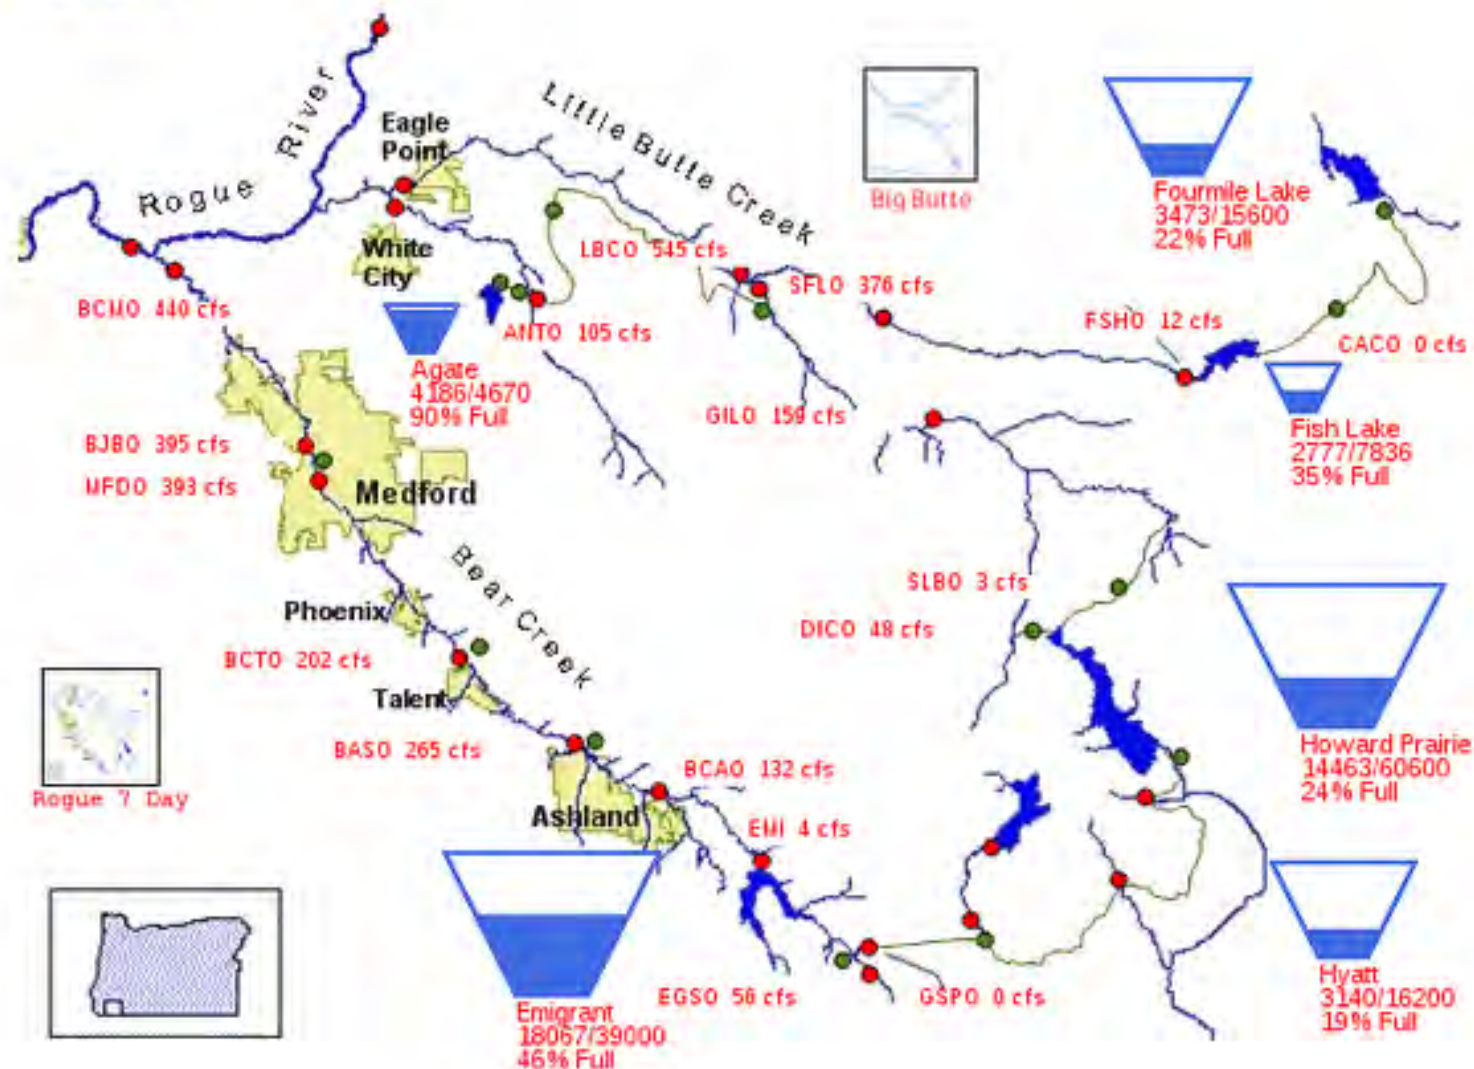 Rogue River
Eagle
Point
Little Butte Creek
Big Butte
Fourmile Lake
3473/15600
22% Full
White
City
LBCO 545 cfs
SFLO 376 cfs
BCMO 440 cfs
ANTO 105 cfs
FSHO 12 cfs
CACO 0 cfs
Agate
4186/4670
90% Full
GILO 159 cfs
Fish Lake
2777/7836
35% Full
BJBO 395 cfs
MFDO 393 cfs
Medford
Bear Creek
SLBO 3 cfs
Phoenix
DICO 48 cfs
BCTO 202 cfs
Talent
BASO 265 cfs
Howard Prairie
14463/60600
24% Full
Rogue 7 Day
BCAO 132 cfs
Ashland
EMI 4 cfs
EGSO 56 cfs
GSPO 0 cfs
Hyatt
3140/16200
19% Full
Emigrant
18067/39000
46% Full